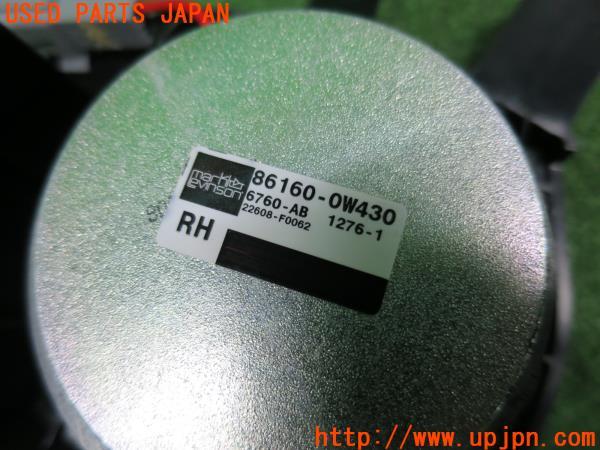 USED PARTS JAPAN
mark
Levinson
86160-0W430
6760-AB 1276-1
22608-F0062
RH
http://www.upjpn.com/